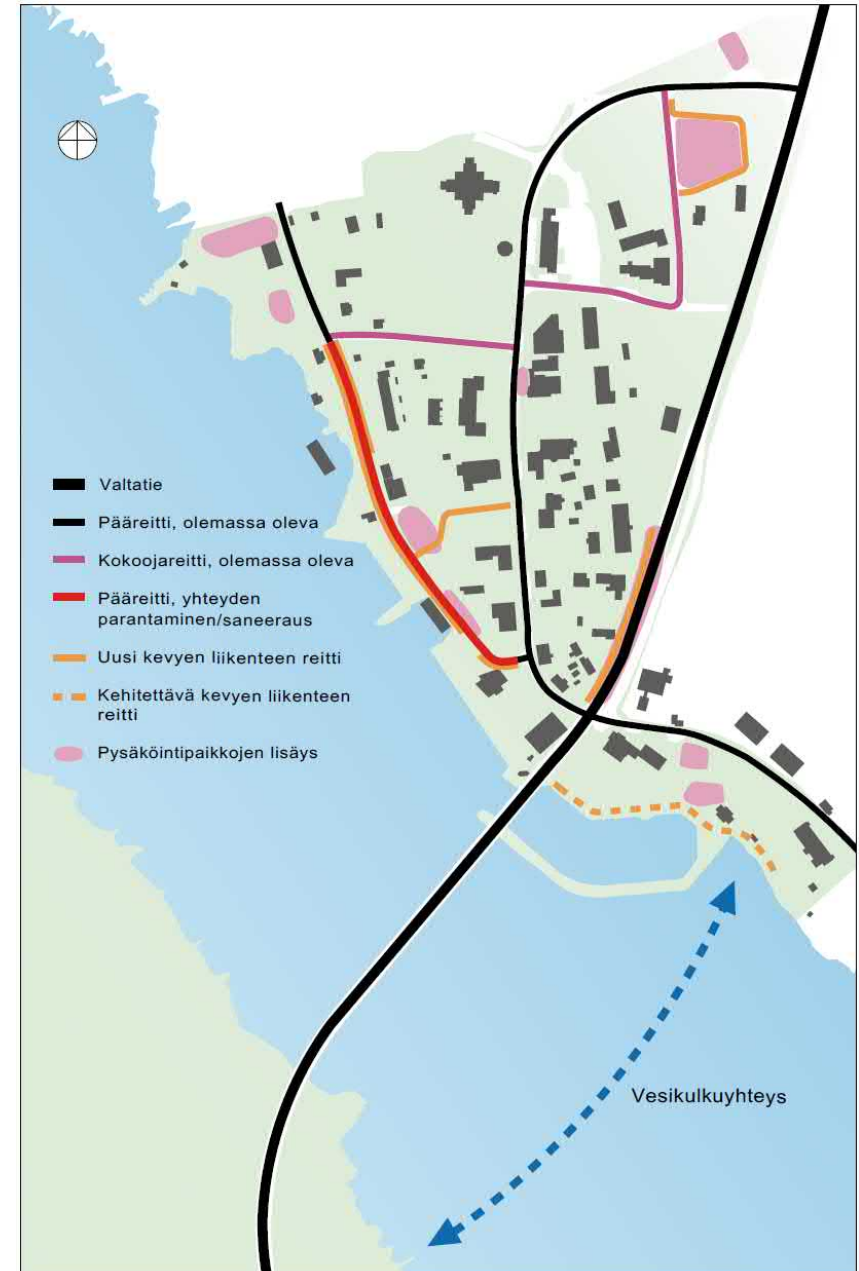 Valtatie
Pääreitti, olemassa oleva
Kokoojareitti, olemassa oleva
Pääreitti, yhteyden
parantaminen/saneeraus
Uusi kevyen liikenteen reitti
Kehitettävä kevyen liikenteen
reitti
Pysäköintipaikkojen lisäys
Vesikulkuyhteys